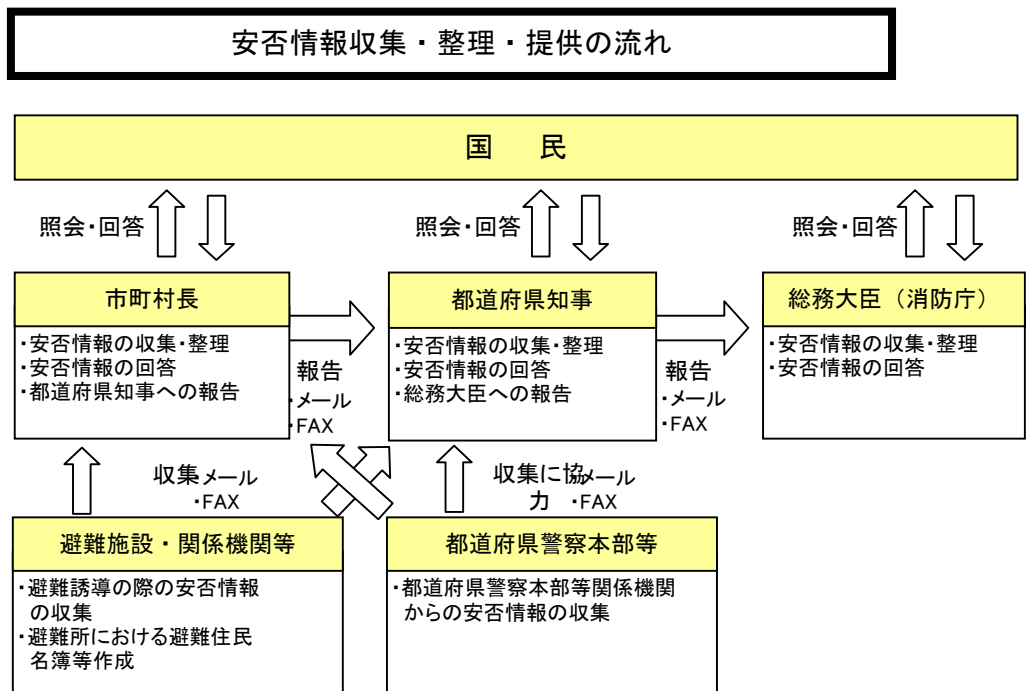 安否情報収集・整理・提供の流れ
国 民
照会・回答
照会・回答
照会・回答
市町村長
・安否情報の収集・整理
・安否情報の回答
・都道府県知事への報告
報告
・メール
・FAX
都道府県知事
・安否情報の収集・整理
・安否情報の回答
・総務大臣への報告
報告
・メール
・FAX
総務大臣（消防庁）
・安否情報の収集・整理
・安否情報の回答
収集・メール
・FAX
収集に協
力
・メール
・FAX
避難施設・関係機関等
・避難誘導の際の安否情報
の収集
・避難所における避難住民
名簿等作成
都道府県警察本部等
・都道府県警察本部等関係機関
からの安否情報の収集